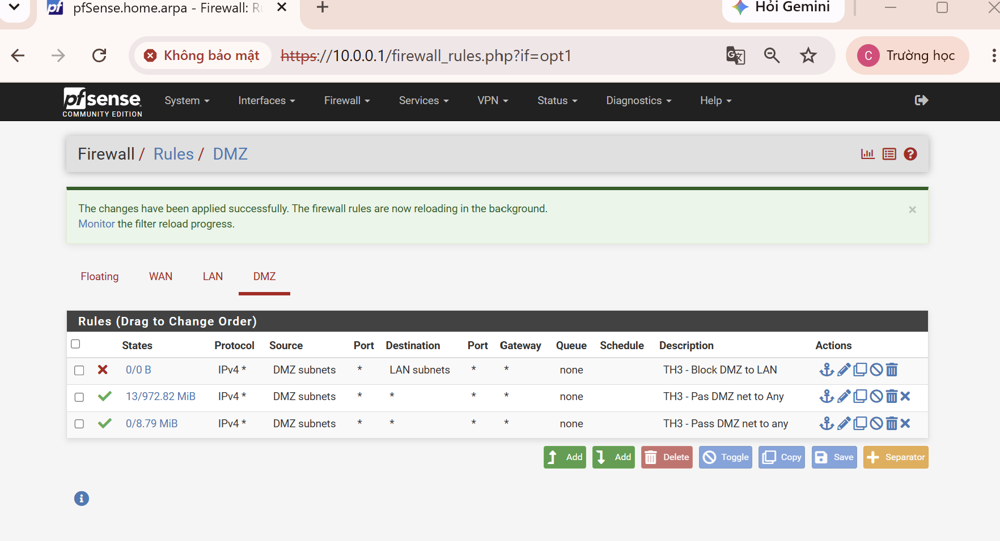 pf pfSense.home.arpa - Firewall: Ru
Hỏi Gemini
Không bảo mật https://10.0.0.1/firewall_rules.php?if=opt1
C Trường học
pfsense
COMMUNITY EDITION
System Interfaces Firewall Services VPN Status Diagnostics Help
Firewall / Rules / DMZ
The changes have been applied successfully. The firewall rules are now reloading in the background.
Monitor the filter reload progress.
Floating WAN LAN DMZ
Rules (Drag to Change Order)
States Protocol Source Port Destination Port Gateway Queue Schedule Description Actions
0/0 B IPv4 * DMZ subnets * LAN subnets * * none TH3 - Block DMZ to LAN
13/972.82 MiB IPv4 * DMZ subnets * * * * none TH3 - Pas DMZ net to Any
0/8.79 MiB IPv4 * DMZ subnets * * * * none TH3 - Pass DMZ net to any
Add Add Delete Toggle Copy Save Separator